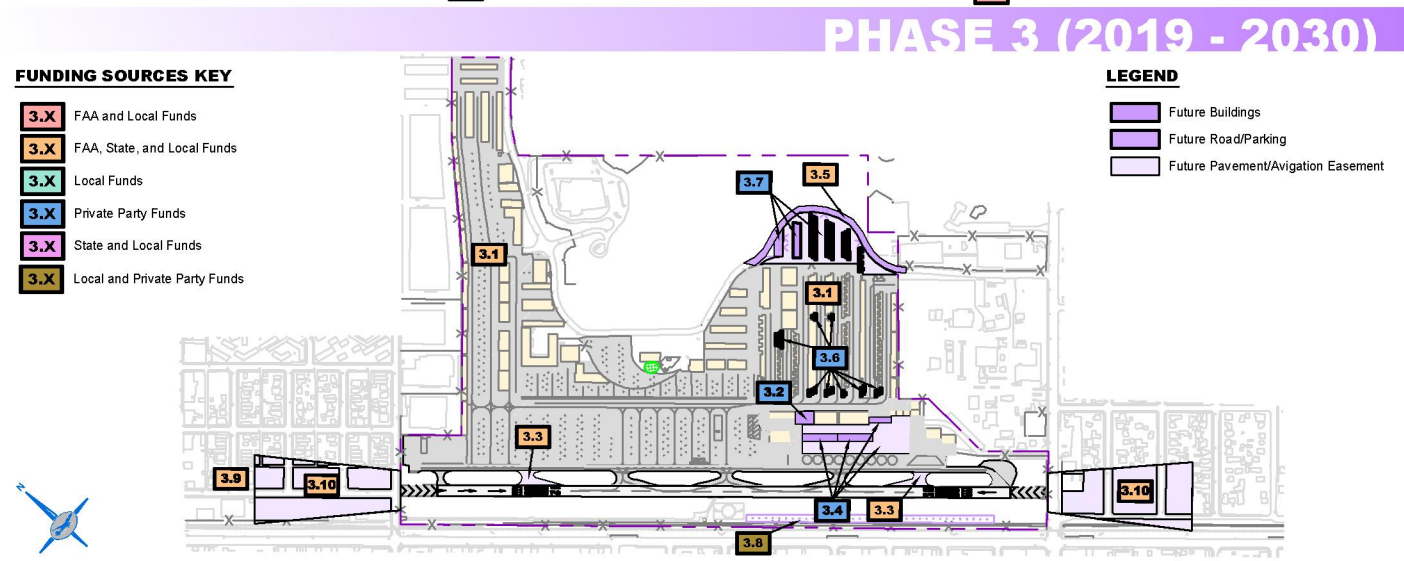 PHASE 3 (2019 - 2030)
FUNDING SOURCES KEY
3.X FAA and Local Funds
3.X FAA, State, and Local Funds
3.X Local Funds
3.X Private Party Funds
3.X State and Local Funds
3.X Local and Private Party Funds
LEGEND
Future Buildings
Future Road/Parking
Future Pavement/Avigation Easement
3.7
3.5
3.1
3.1
3.6
3.2
3.3
3.9
3.10
3.10
3.4
3.3
3.8
N